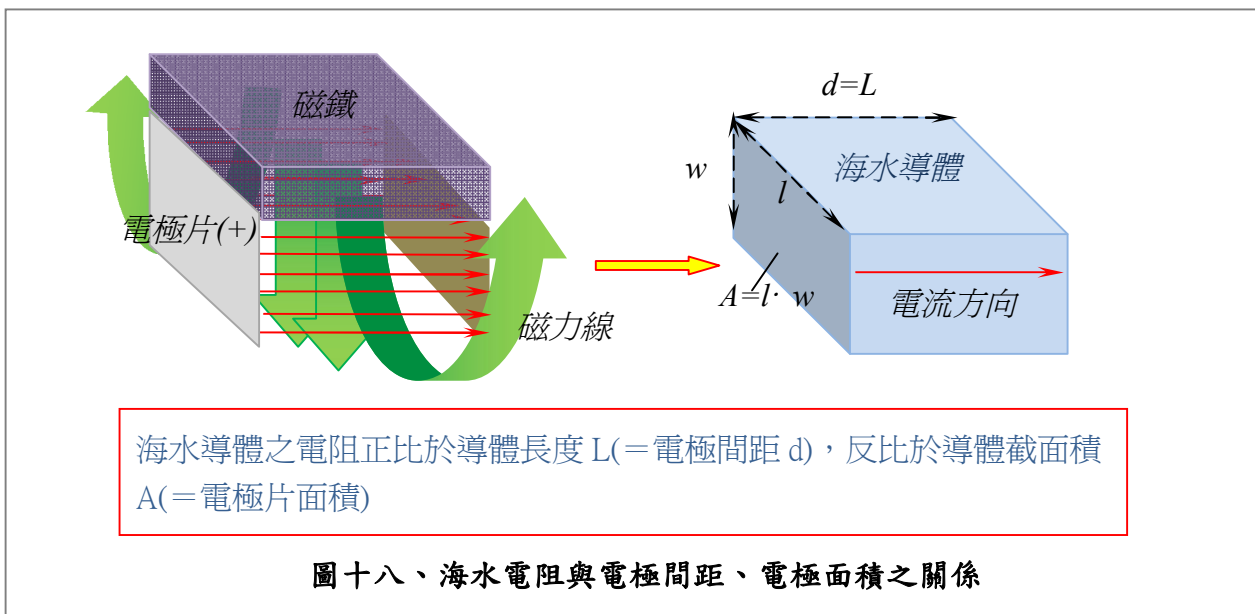 磁鐵
電極片(+)
磁力線
d=L
w
l
海水導體
A=l· w
電流方向
海水導體之電阻正比於導體長度 L(＝電極間距 d)，反比於導體截面積
A(＝電極片面積)
圖十八、海水電阻與電極間距、電極面積之關係